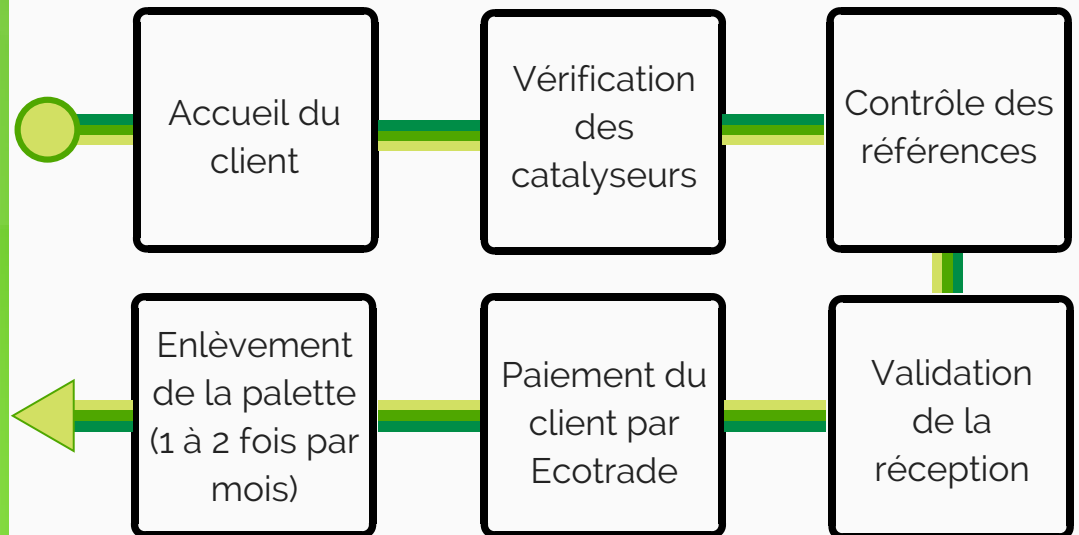 Accueil du
client
Vérification
des
catalyseurs
Contrôle des
références
Validation
de la
réception
Paiement du
client par
Ecotrade
Enlèvement
de la palette
(1 à 2 fois par
mois)